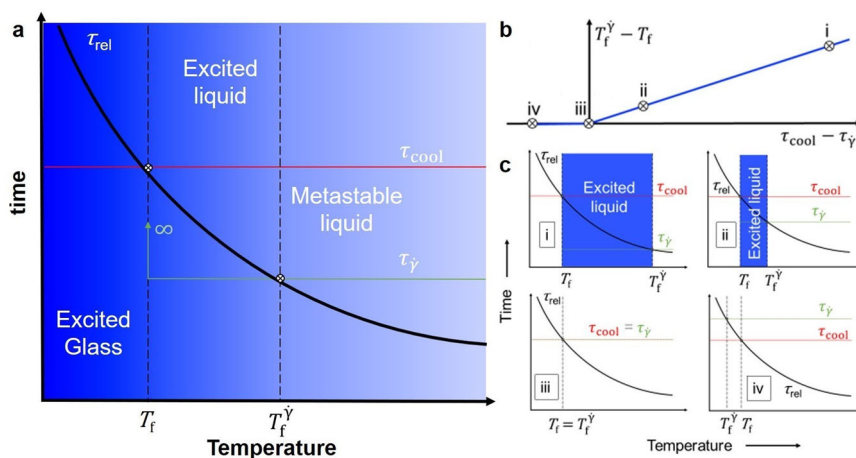 a
τrel
Excited
liquid
τcool
Metastable
liquid
∞
τγ̇
Excited
Glass
time
Tf
Tfγ̇
Temperature
b
Tfγ̇ − Tf
i
ii
iii
iv
τcool − τγ̇
c
τrel
Excited
liquid
τcool
τγ̇
i
Tf
Tfγ̇
τrel
Excited liquid
τcool
τγ̇
ii
Tf
Tfγ̇
Time
τrel
τcool = τγ̇
iii
Tf = Tfγ̇
τγ̇
τcool
iv
τrel
Tfγ̇ Tf
Temperature